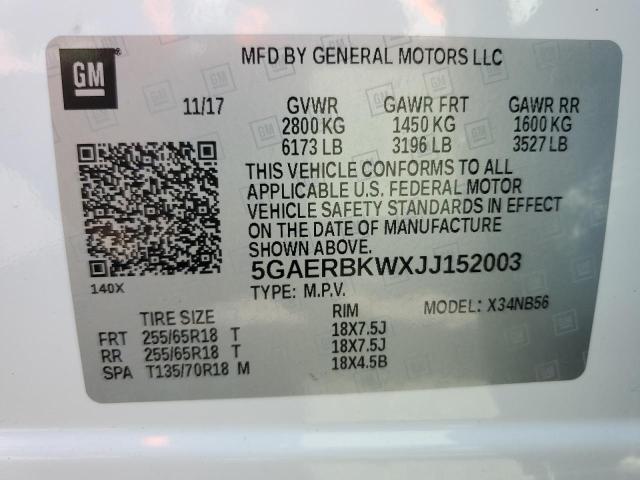 GM
MFD BY GENERAL MOTORS LLC
11/17 GVWR GAWR FRT GAWR RR
2800 KG 1450 KG 1600 KG
6173 LB 3196 LB 3527 LB
THIS VEHICLE CONFORMS TO ALL
APPLICABLE U.S. FEDERAL MOTOR
VEHICLE SAFETY STANDARDS IN EFFECT
ON THE DATE OF MANUFACTURE
SHOWN ABOVE.
5GAERBKWXJJ152003
140X
TYPE: M.P.V. MODEL: X34NB56
TIRE SIZE RIM
FRT 255/65R18 T 18X7.5J
RR 255/65R18 T 18X7.5J
SPA T135/70R18 M 18X4.5B